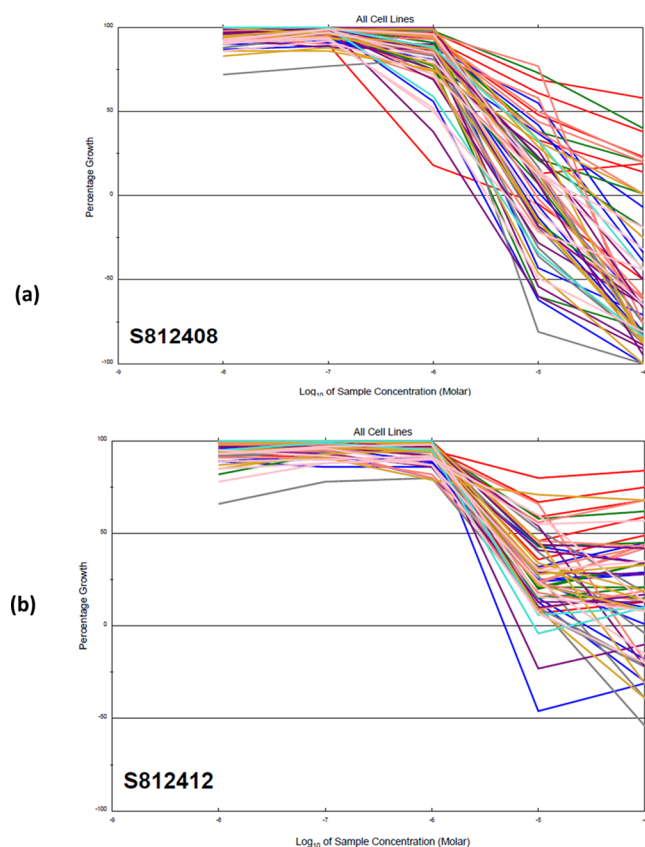 All Cell Lines
100
50
0
-50
-100
Percentage Growth
-9
-8
-7
-6
-5
-4
Log10 of Sample Concentration (Molar)
S812408
(a)
All Cell Lines
100
50
0
-50
-100
Percentage Growth
-9
-8
-7
-6
-5
-4
Log10 of Sample Concentration (Molar)
S812412
(b)